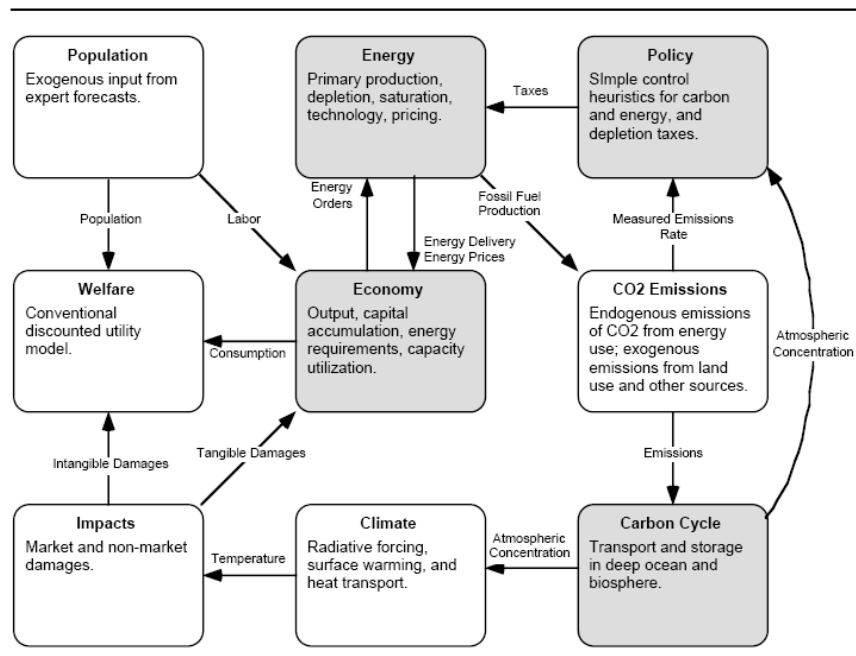 Population
Exogenous input from
expert forecasts.
Energy
Primary production,
depletion, saturation,
technology, pricing.
Policy
SImple control
heuristics for carbon
and energy, and
depletion taxes.
Taxes
Population
Labor
Energy
Orders
Energy Delivery
Energy Prices
Fossil Fuel
Production
Measured Emissions
Rate
Welfare
Conventional
discounted utility
model.
Consumption
Economy
Output, capital
accumulation, energy
requirements, capacity
utilization.
CO2 Emissions
Endogenous emissions
of CO2 from energy
use; exogenous
emissions from land
use and other sources.
Atmospheric
Concentration
Intangible Damages
Tangible Damages
Emissions
Impacts
Market and non-market
damages.
Temperature
Climate
Radiative forcing,
surface warming, and
heat transport.
Atmospheric
Concentration
Carbon Cycle
Transport and storage
in deep ocean and
biosphere.